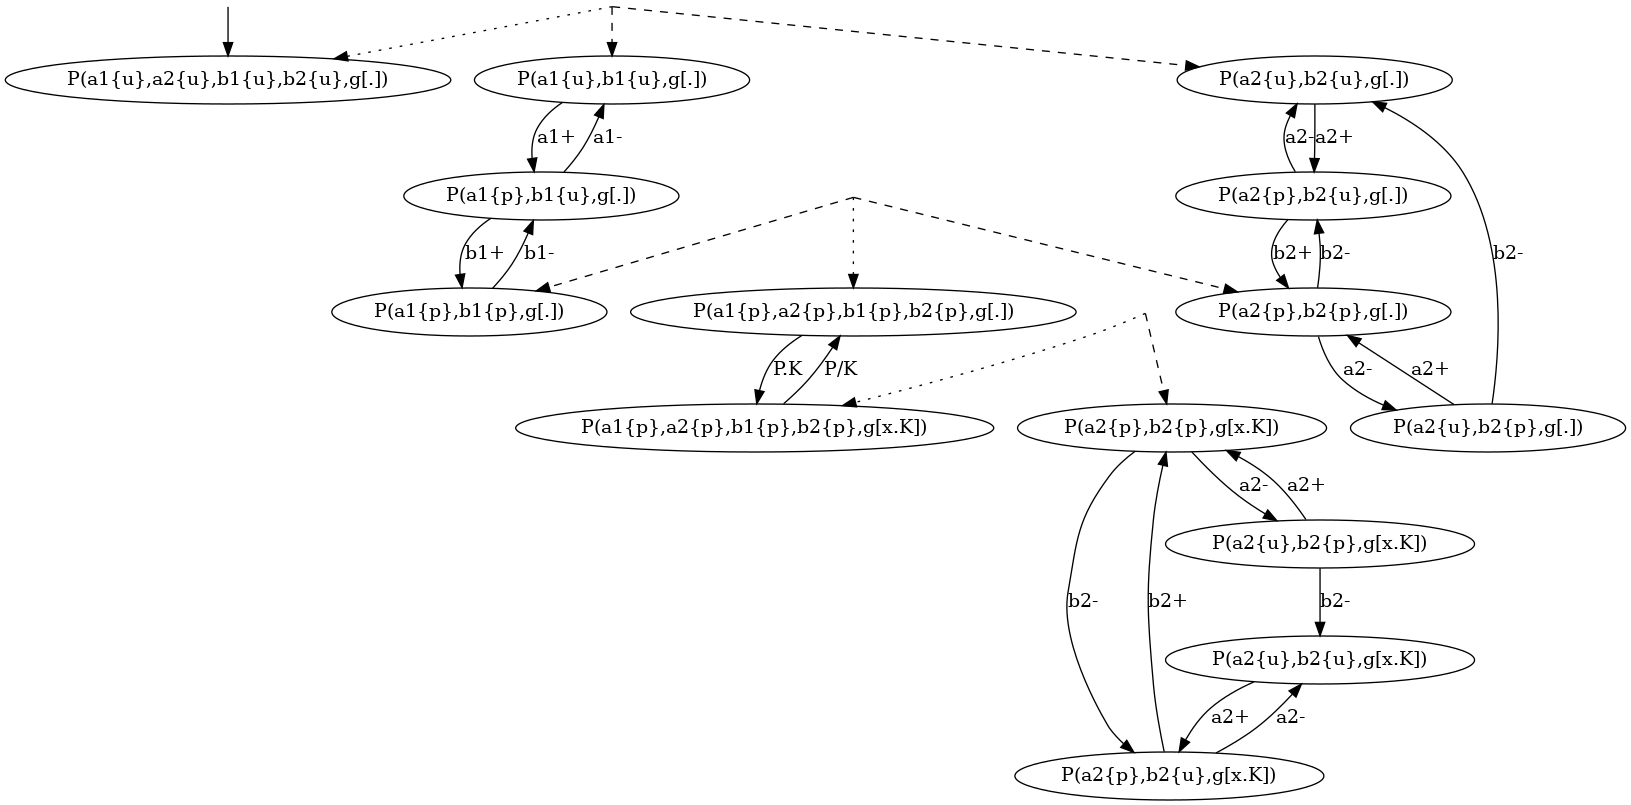 P(a1{u},a2{u},b1{u},b2{u},g[.])
P(a1{u},b1{u},g[.])
P(a2{u},b2{u},g[.])
a1+
a1-
a2-
a2+
P(a1{p},b1{u},g[.])
P(a2{p},b2{u},g[.])
b1+
b1-
b2+
b2-
b2-
P(a1{p},b1{p},g[.])
P(a1{p},a2{p},b1{p},b2{p},g[.])
P(a2{p},b2{p},g[.])
P.K
P/K
a2-
a2+
P(a1{p},a2{p},b1{p},b2{p},g[x.K])
P(a2{p},b2{p},g[x.K])
P(a2{u},b2{p},g[.])
a2-
a2+
P(a2{u},b2{p},g[x.K])
b2-
b2+
b2-
P(a2{u},b2{u},g[x.K])
a2+
a2-
P(a2{p},b2{u},g[x.K])